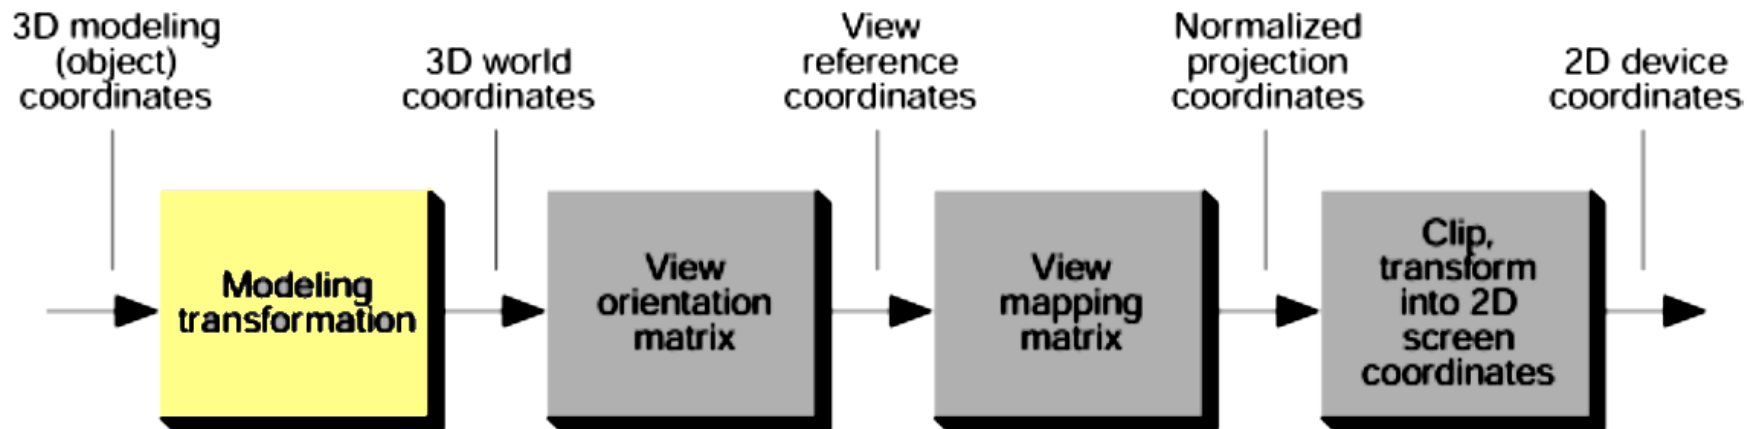 3D modeling
(object)
coordinates
3D world
coordinates
View
reference
coordinates
Normalized
projection
coordinates
2D device
coordinates
Modeling
transformation
View
orientation
matrix
View
mapping
matrix
Clip,
transform
into 2D
screen
coordinates